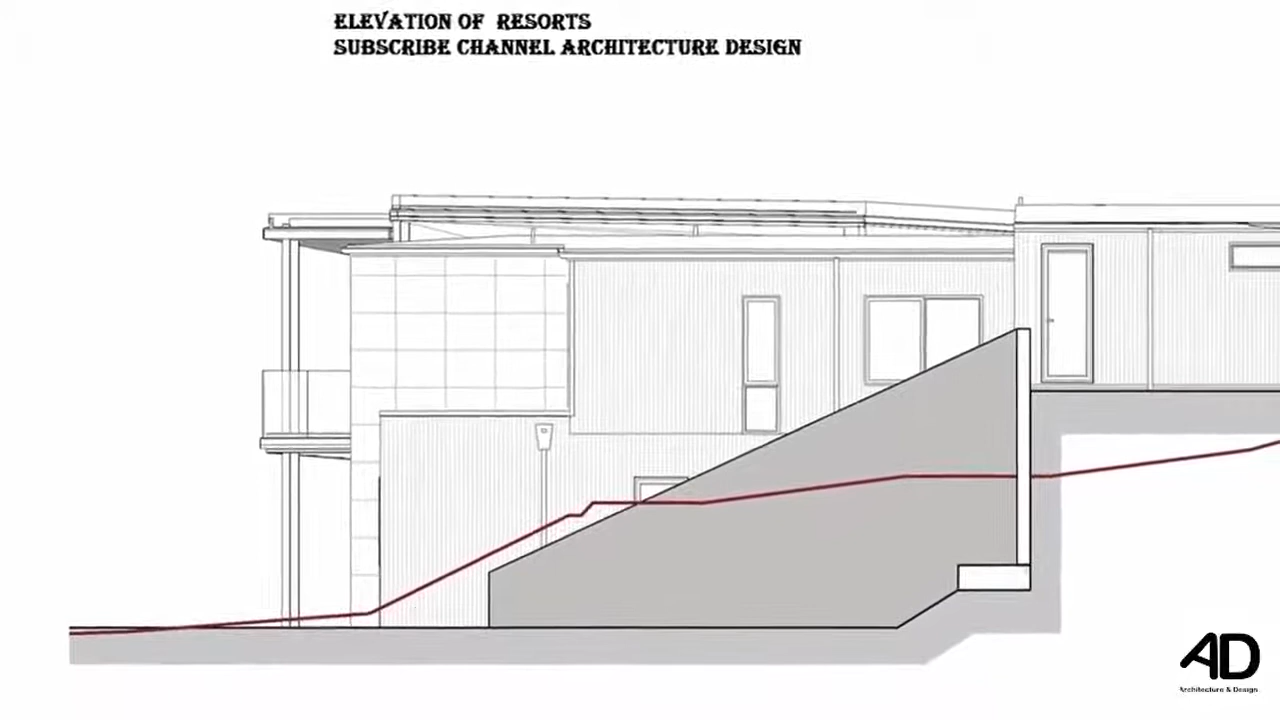 ELEVATION OF RESORTS
SUBSCRIBE CHANNEL ARCHITECTURE DESIGN
AD
Architecture & Design